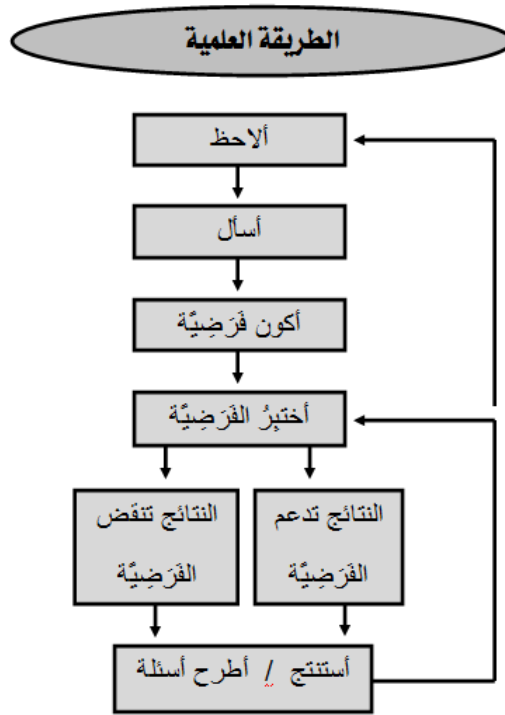 الطريقة العلمية
ألاحظ
أسأل
أكون فَرَضِيَّة
أختبِرُ الفَرَضِيَّة
النتائج تدعم
الفَرَضِيَّة
النتائج تنقض
الفَرَضِيَّة
أستنتج / أطرح أسئلة